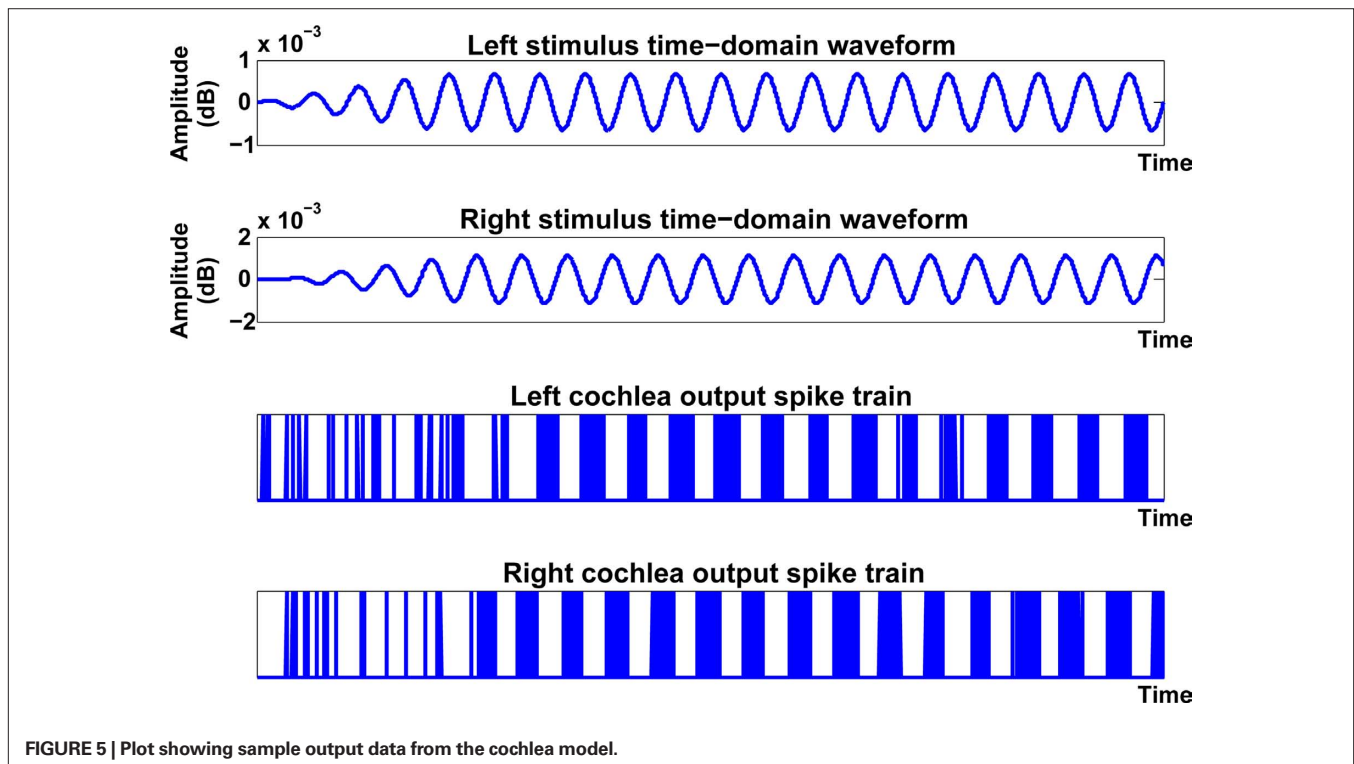 Left stimulus time−domain waveform
x 10⁻³
Amplitude
(dB)
1
0
−1
Time
Right stimulus time−domain waveform
x 10⁻³
Amplitude
(dB)
2
0
−2
Time
Left cochlea output spike train
Time
Right cochlea output spike train
Time
FIGURE 5 | Plot showing sample output data from the cochlea model.